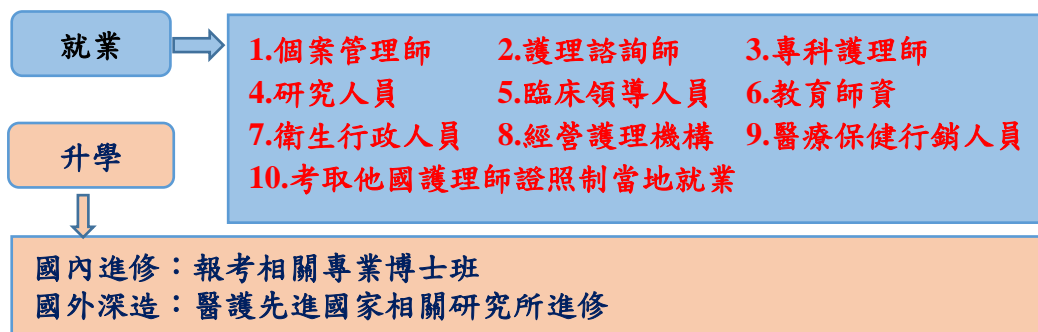 就業
1.個案管理師 2.護理諮詢師 3.專科護理師
4.研究人員 5.臨床領導人員 6.教育師資
7.衛生行政人員 8.經營護理機構 9.醫療保健行銷人員
10.考取他國護理師證照制當地就業
升學
國內進修：報考相關專業博士班
國外深造：醫護先進國家相關研究所進修